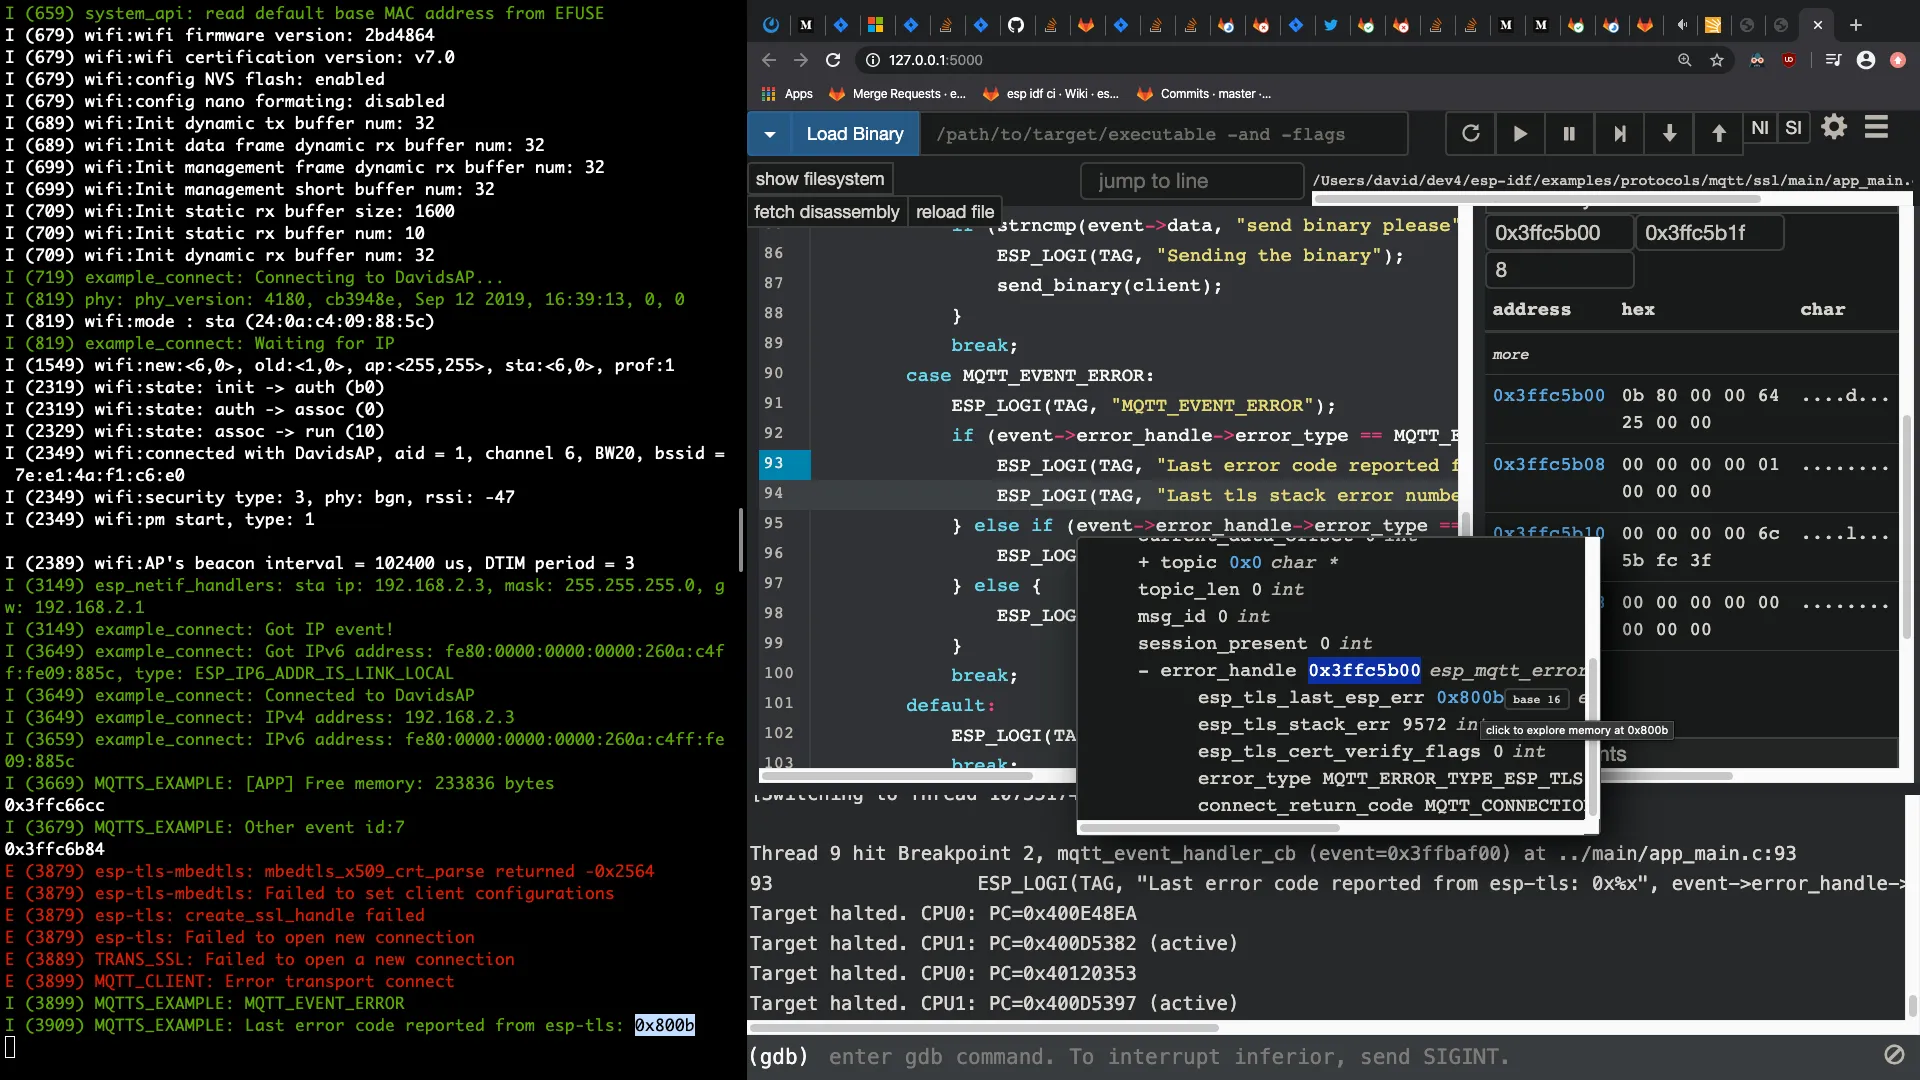 I (659) system_api: read default base MAC address from EFUSE
I (679) wifi:wifi firmware version: 2bd4864
I (679) wifi:wifi certification version: v7.0
I (679) wifi:config NVS flash: enabled
I (679) wifi:config nano formating: disabled
I (689) wifi:Init dynamic tx buffer num: 32
I (689) wifi:Init data frame dynamic rx buffer num: 32
I (699) wifi:Init management frame dynamic rx buffer num: 32
I (699) wifi:Init management short buffer num: 32
I (709) wifi:Init static rx buffer size: 1600
I (709) wifi:Init static rx buffer num: 10
I (709) wifi:Init dynamic rx buffer num: 32
I (719) example_connect: Connecting to DavidsAP...
I (819) phy: phy_version: 4180, cb3948e, Sep 12 2019, 16:39:13, 0, 0
I (819) wifi:mode : sta (24:0a:c4:09:88:5c)
I (819) example_connect: Waiting for IP
I (1549) wifi:new:<6,0>, old:<1,0>, ap:<255,255>, sta:<6,0>, prof:1
I (2319) wifi:state: init -> auth (b0)
I (2319) wifi:state: auth -> assoc (0)
I (2329) wifi:state: assoc -> run (10)
I (2349) wifi:connected with DavidsAP, aid = 1, channel 6, BW20, bssid =
7e:e1:4a:f1:c6:e0
I (2349) wifi:security type: 3, phy: bgn, rssi: -47
I (2349) wifi:pm start, type: 1
I (2389) wifi:AP's beacon interval = 102400 us, DTIM period = 3
I (3149) esp_netif_handlers: sta ip: 192.168.2.3, mask: 255.255.255.0, g
w: 192.168.2.1
I (3149) example_connect: Got IP event!
I (3649) example_connect: Got IPv6 address: fe80:0000:0000:0000:260a:c4f
f:fe09:885c, type: ESP_IP6_ADDR_IS_LINK_LOCAL
I (3649) example_connect: Connected to DavidsAP
I (3649) example_connect: IPv4 address: 192.168.2.3
I (3659) example_connect: IPv6 address: fe80:0000:0000:0000:260a:c4ff:fe
09:885c
I (3669) MQTTS_EXAMPLE: [APP] Free memory: 233836 bytes
0x3ffc66cc
I (3679) MQTTS_EXAMPLE: Other event id:7
0x3ffc6b84
E (3879) esp-tls-mbedtls: mbedtls_x509_crt_parse returned -0x2564
E (3879) esp-tls-mbedtls: Failed to set client configurations
E (3879) esp-tls: create_ssl_handle failed
E (3879) esp-tls: Failed to open new connection
E (3889) TRANS_SSL: Failed to open a new connection
E (3899) MQTT_CLIENT: Error transport connect
I (3899) MQTTS_EXAMPLE: MQTT_EVENT_ERROR
I (3909) MQTTS_EXAMPLE: Last error code reported from esp-tls: 0x800b
127.0.0.1:5000
Apps Merge Requests · e... esp idf ci · Wiki · es... Commits · master ·...
Load Binary /path/to/target/executable -and -flags NI SI
show filesystem jump to line /Users/david/dev4/esp-idf/examples/protocols/mqtt/ssl/main/app_main.
fetch disassembly reload file
if (strncmp(event->data, "send binary please"
86 ESP_LOGI(TAG, "Sending the binary");
87 send_binary(client);
88 }
89 break;
90 case MQTT_EVENT_ERROR:
91 ESP_LOGI(TAG, "MQTT_EVENT_ERROR");
92 if (event->error_handle->error_type == MQTT_E
93 ESP_LOGI(TAG, "Last error code reported f
94 ESP_LOGI(TAG, "Last tls stack error numbe
95 } else if (event->error_handle->error_type ==
96 ESP_LOG
97 } else {
98 ESP_LOG
99 }
100 break;
101 default:
102 ESP_LOGI(TA
103 break;
current_data_offset 0 int
+ topic 0x0 char *
topic_len 0 int
msg_id 0 int
session_present 0 int
- error_handle 0x3ffc5b00 esp_mqtt_error
esp_tls_last_esp_err 0x800b base 16 e
esp_tls_stack_err 9572 int
click to explore memory at 0x800b
esp_tls_cert_verify_flags 0 int
error_type MQTT_ERROR_TYPE_ESP_TLS
connect_return_code MQTT_CONNECTIO
0x3ffc5b00 0x3ffc5b1f
8
address hex char
more
0x3ffc5b00 0b 80 00 00 64 ....d...
25 00 00
0x3ffc5b08 00 00 00 00 01 ........
00 00 00
0x3ffc5b10 00 00 00 00 6c ....l...
5b fc 3f
00 00 00 00 00 ........
00 00 00
nts
[Switching to Thread 10733174
Thread 9 hit Breakpoint 2, mqtt_event_handler_cb (event=0x3ffbaf00) at ../main/app_main.c:93
93 ESP_LOGI(TAG, "Last error code reported from esp-tls: 0x%x", event->error_handle->
Target halted. CPU0: PC=0x400E48EA
Target halted. CPU1: PC=0x400D5382 (active)
Target halted. CPU0: PC=0x40120353
Target halted. CPU1: PC=0x400D5397 (active)
(gdb) enter gdb command. To interrupt inferior, send SIGINT.